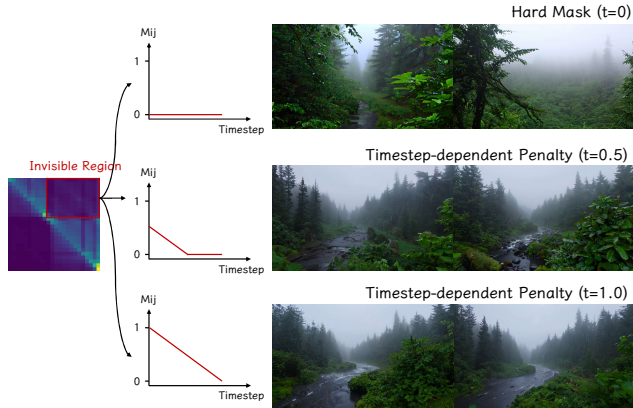 Hard Mask (t=0)
Mij
1
0
Timestep
Invisible Region
Timestep-dependent Penalty (t=0.5)
Mij
1
0
Timestep
Timestep-dependent Penalty (t=1.0)
Mij
1
0
Timestep